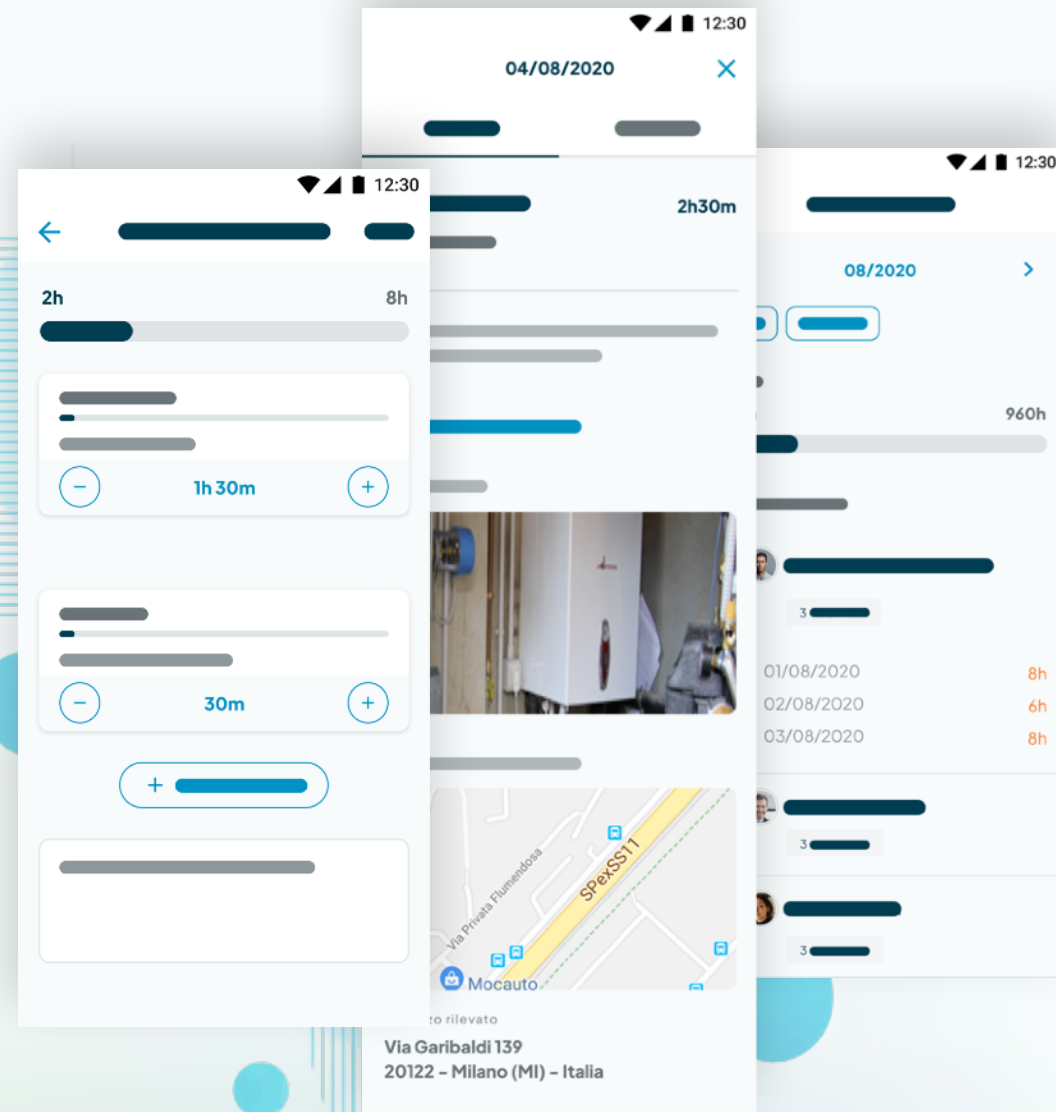 12:30
2h
8h
1h 30m
30m
12:30
04/08/2020
2h30m
Via Privata Flumendosa
SPexSS11
Mocauto
rilevato
Via Garibaldi 139
20122 - Milano (MI) - Italia
12:30
08/2020
960h
3
01/08/2020
8h
02/08/2020
6h
03/08/2020
8h
3
3